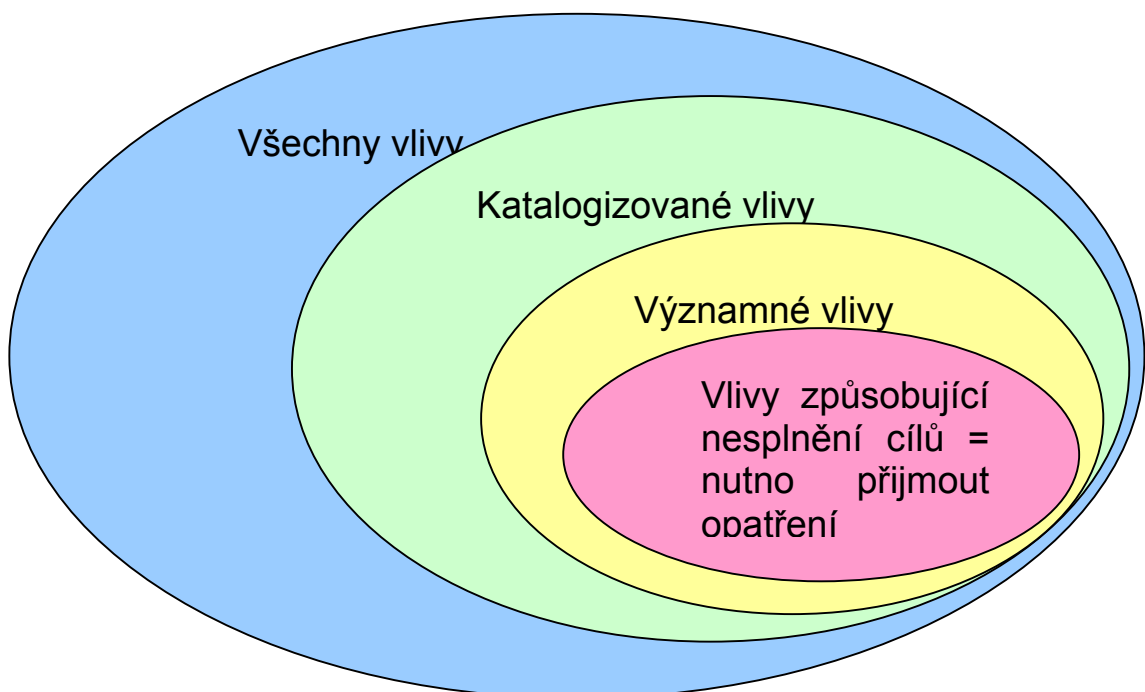 Všechny vlivy
Katalogizované vlivy
Významné vlivy
Vlivy způsobující
nesplnění cílů =
nutno přijmout
opatření